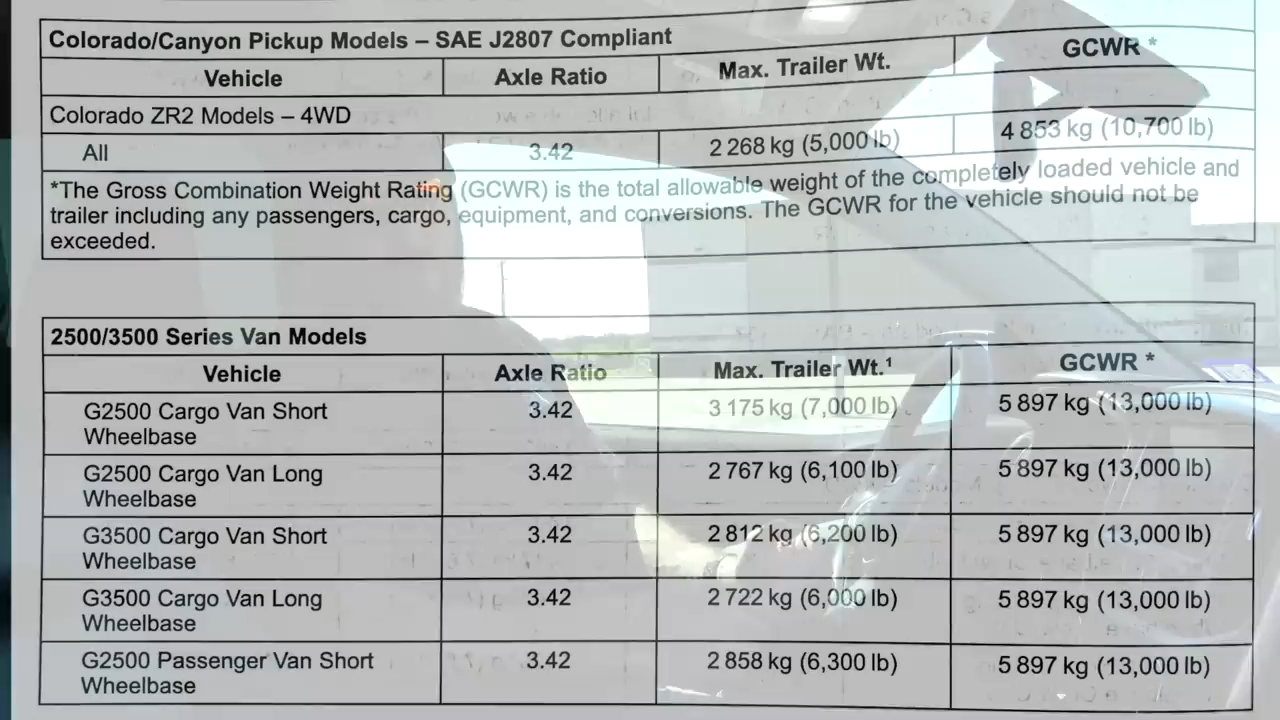 Colorado/Canyon Pickup Models – SAE J2807 Compliant
Vehicle Axle Ratio Max. Trailer Wt. GCWR *
Colorado ZR2 Models – 4WD
All 3.42 2 268 kg (5,000 lb) 4 853 kg (10,700 lb)
*The Gross Combination Weight Rating (GCWR) is the total allowable weight of the completely loaded vehicle and
trailer including any passengers, cargo, equipment, and conversions. The GCWR for the vehicle should not be
exceeded.
2500/3500 Series Van Models
Vehicle Axle Ratio Max. Trailer Wt.¹ GCWR *
G2500 Cargo Van Short 3.42 3 175 kg (7,000 lb) 5 897 kg (13,000 lb)
Wheelbase
G2500 Cargo Van Long 3.42 2 767 kg (6,100 lb) 5 897 kg (13,000 lb)
Wheelbase
G3500 Cargo Van Short 3.42 2 812 kg (6,200 lb) 5 897 kg (13,000 lb)
Wheelbase
G3500 Cargo Van Long 3.42 2 722 kg (6,000 lb) 5 897 kg (13,000 lb)
Wheelbase
G2500 Passenger Van Short 3.42 2 858 kg (6,300 lb) 5 897 kg (13,000 lb)
Wheelbase